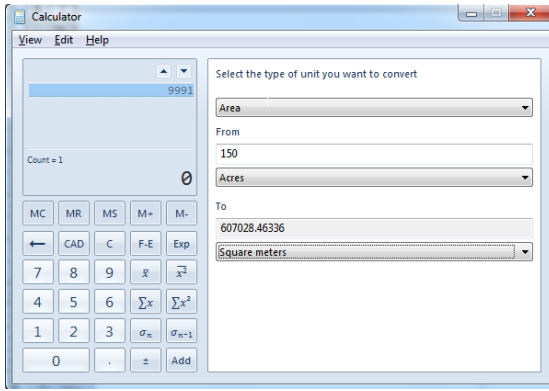 Calculator
View Edit Help
9991
Count = 1
0
MC MR MS M+ M-
← CAD C F-E Exp
7 8 9 x̄ x̄²
4 5 6 ∑x ∑x²
1 2 3 σn σn-1
0 . ± Add
Select the type of unit you want to convert
Area
From
150
Acres
To
607028.46336
Square meters